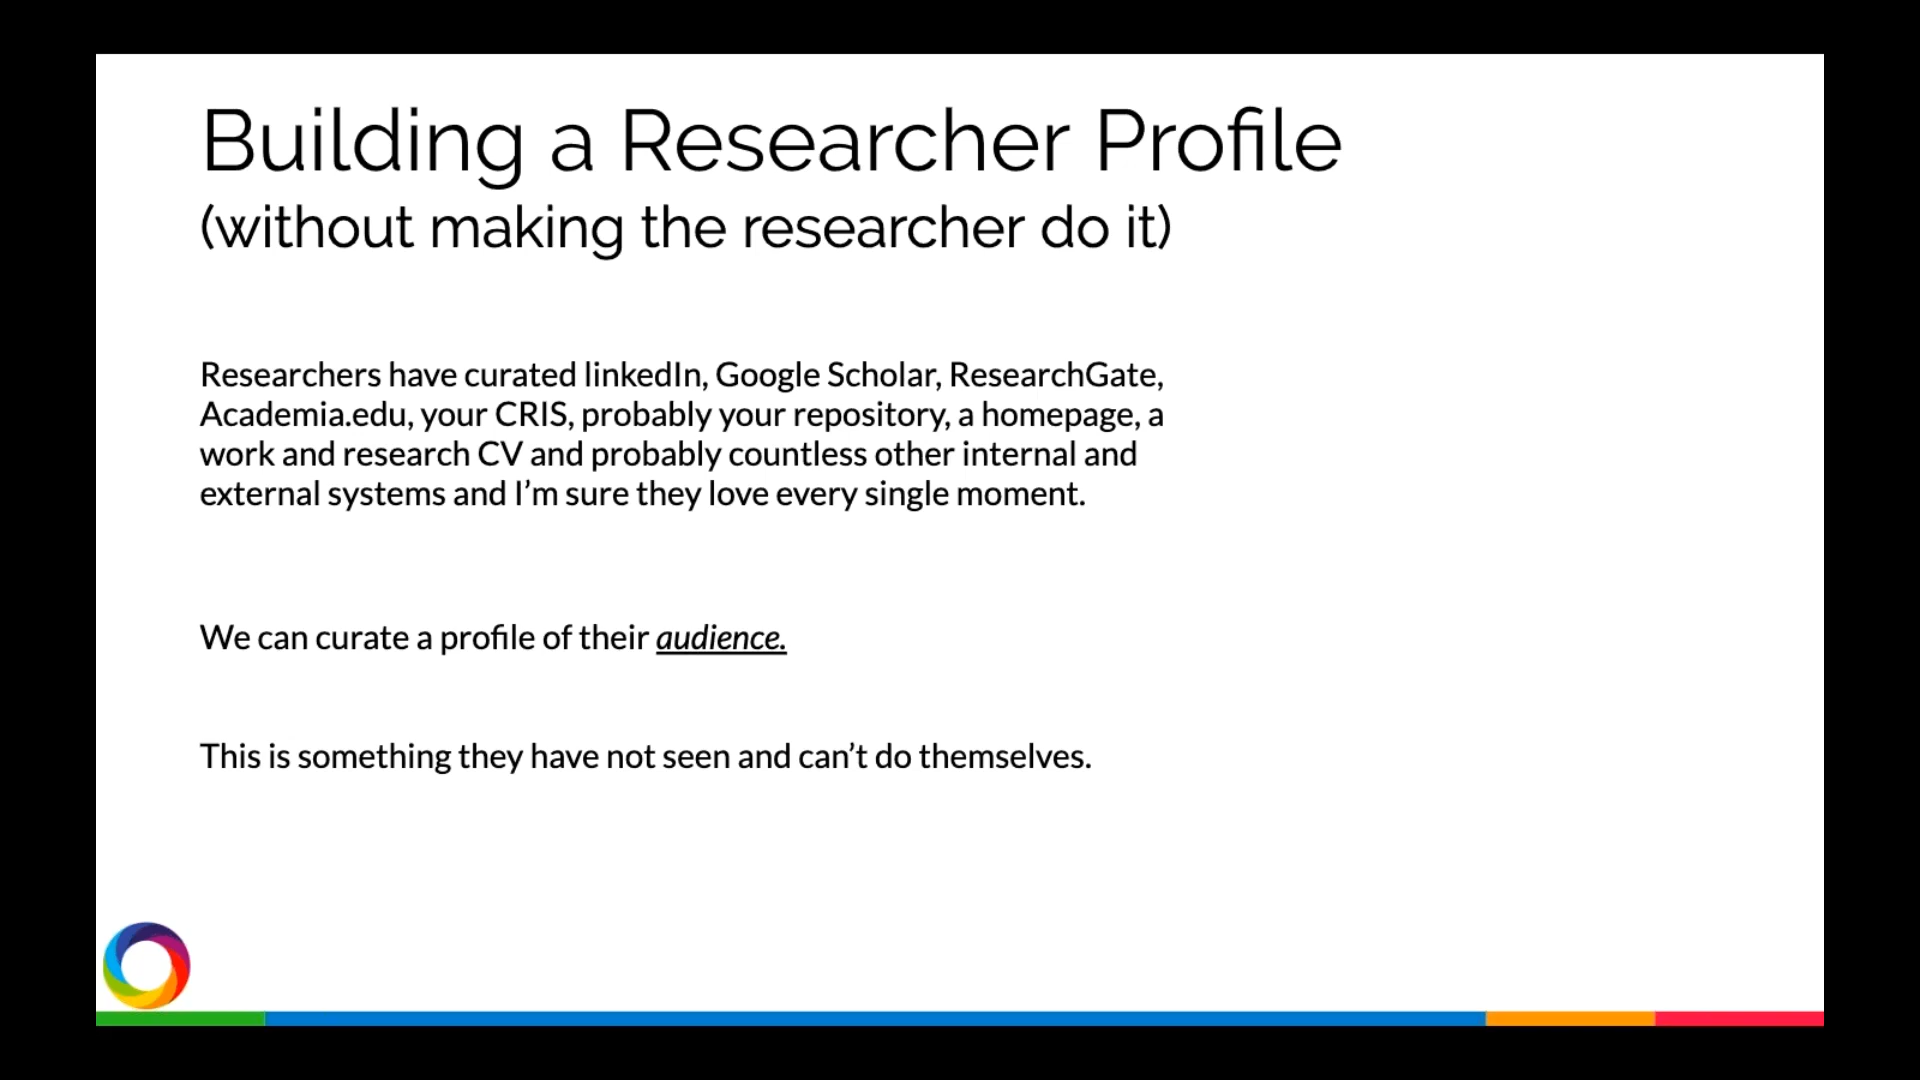 Building a Researcher Profile
(without making the researcher do it)
Researchers have curated linkedIn, Google Scholar, ResearchGate,
Academia.edu, your CRIS, probably your repository, a homepage, a
work and research CV and probably countless other internal and
external systems and I’m sure they love every single moment.
We can curate a profile of their audience.
This is something they have not seen and can’t do themselves.